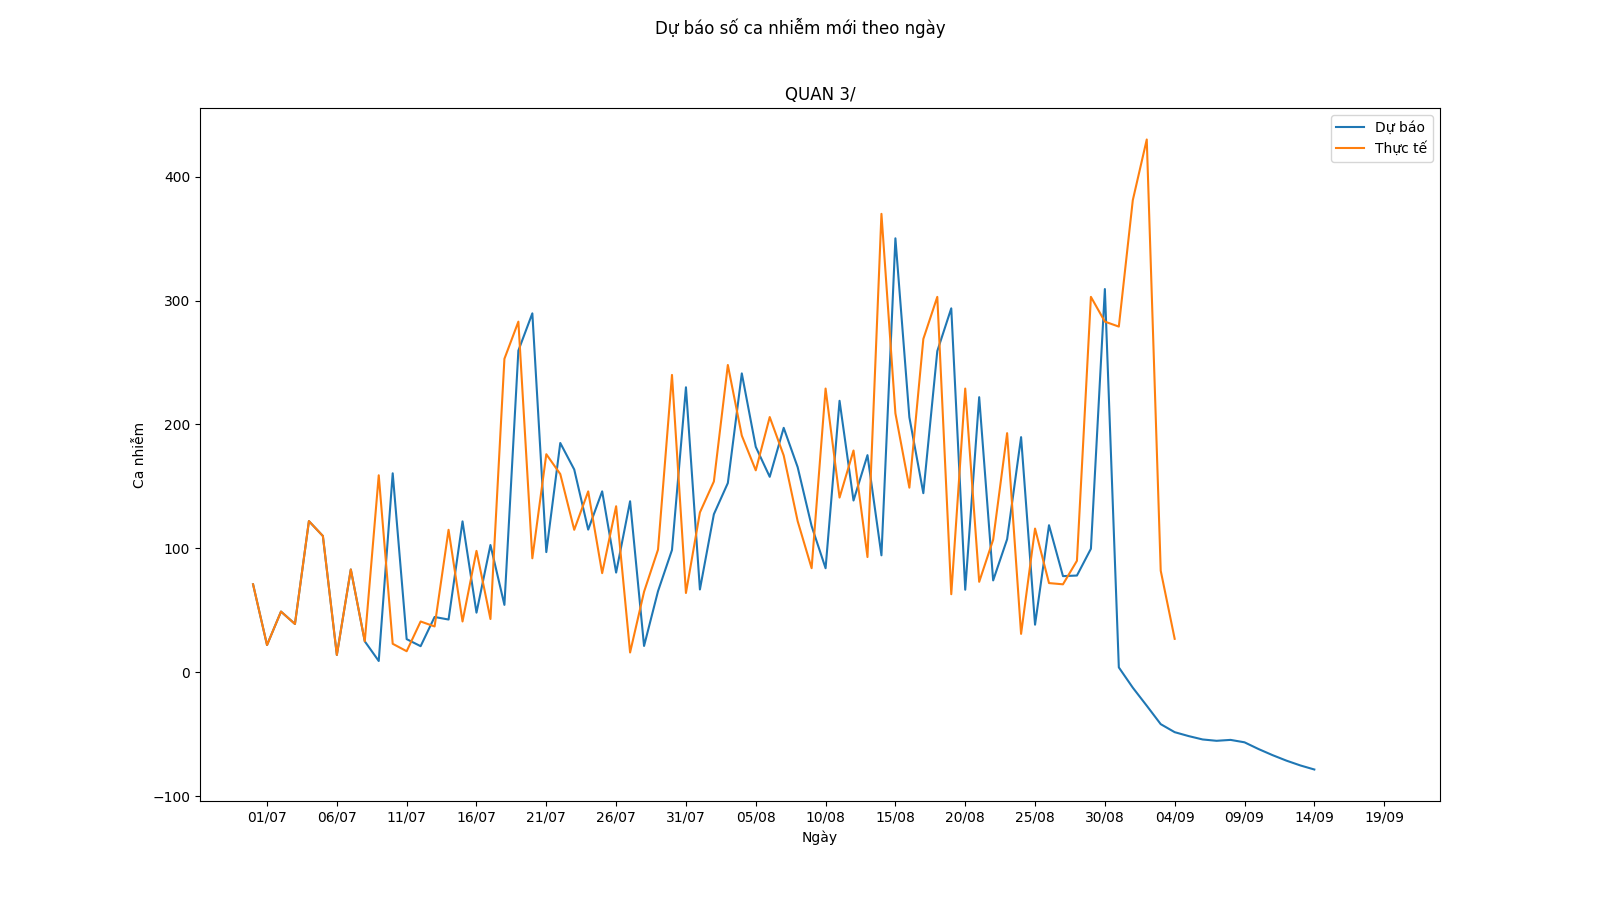 Dự báo số ca nhiễm mới theo ngày
QUAN 3/
Dự báo
Thực tế
400
300
200
100
0
−100
Ca nhiễm
01/07 06/07 11/07 16/07 21/07 26/07 31/07 05/08 10/08 15/08 20/08 25/08 30/08 04/09 09/09 14/09 19/09
Ngày